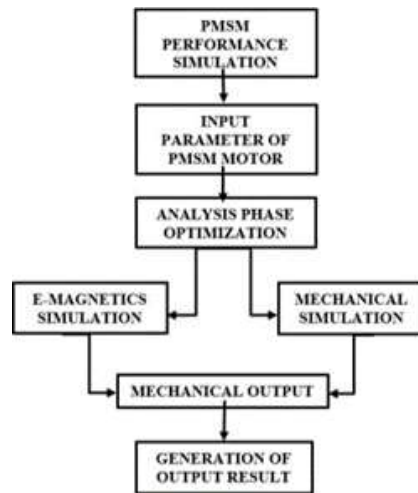 PMSM
PERFORMANCE
SIMULATION
INPUT
PARAMETER OF
PMSM MOTOR
ANALYSIS PHASE
OPTIMIZATION
E-MAGNETICS
SIMULATION
MECHANICAL
SIMULATION
MECHANICAL OUTPUT
GENERATION OF
OUTPUT RESULT